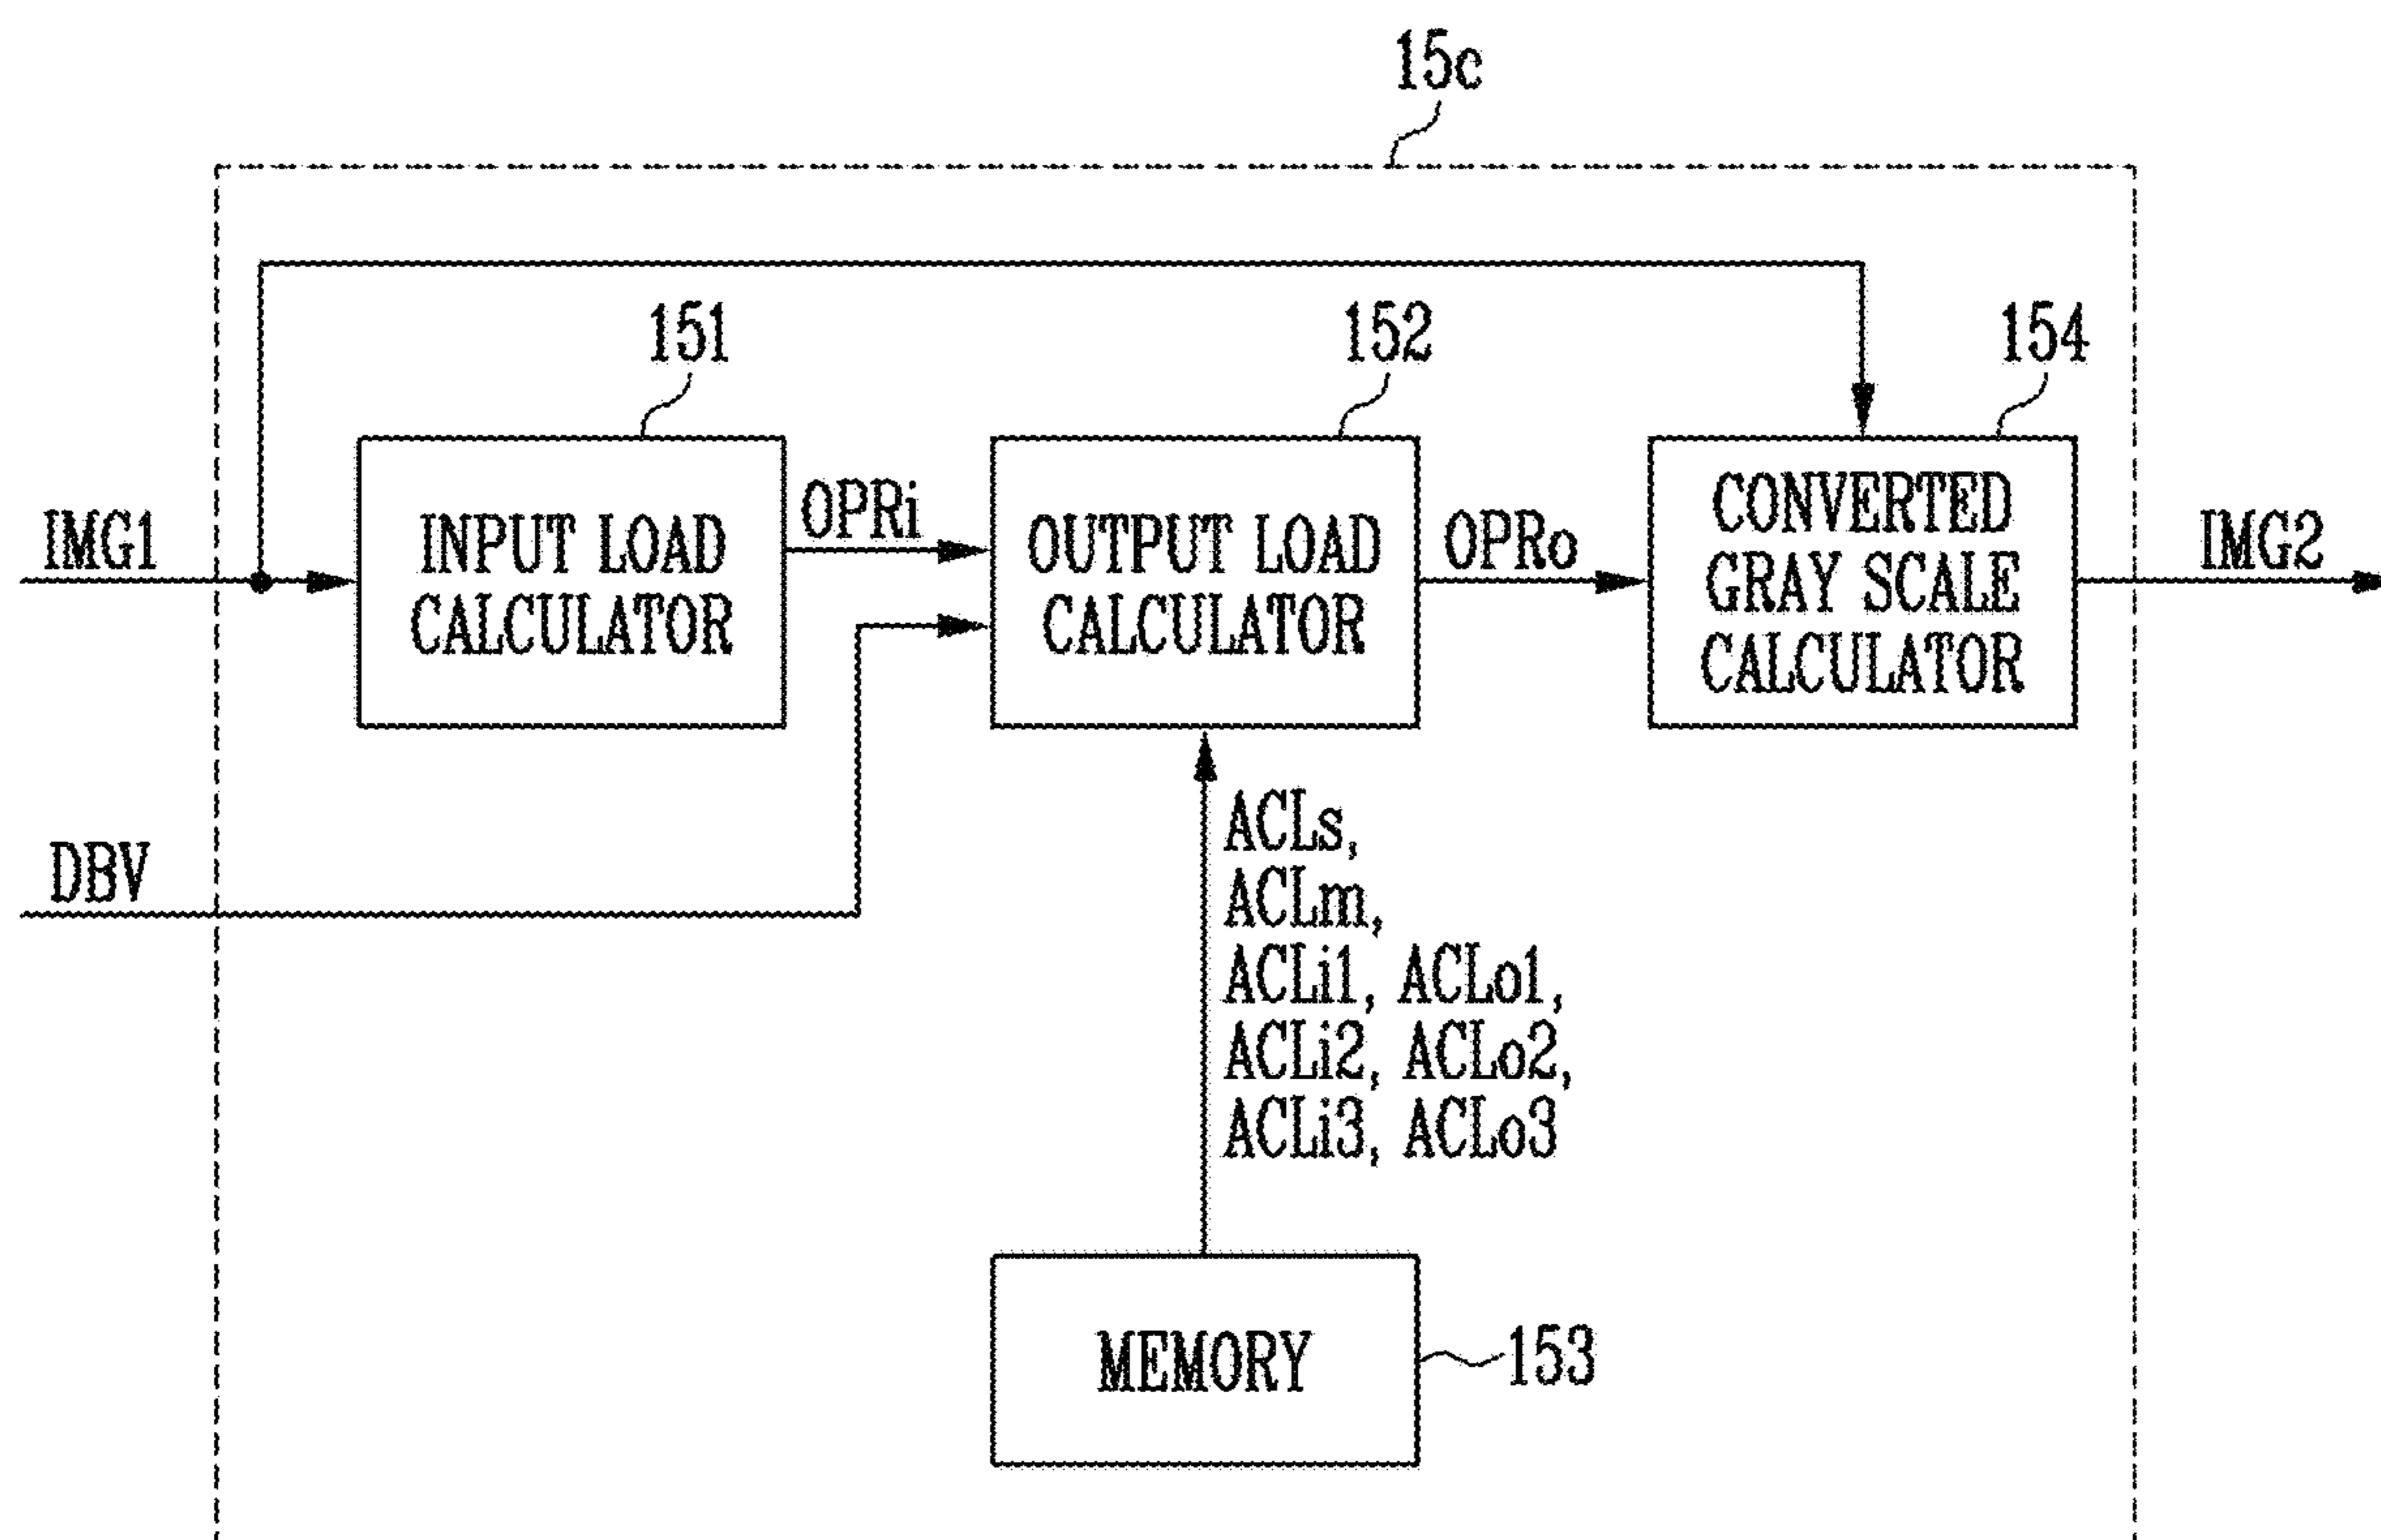 15c
151
152
154
IMG1
INPUT LOAD
CALCULATOR
OPRi
OUTPUT LOAD
CALCULATOR
OPRo
CONVERTED
GRAY SCALE
CALCULATOR
IMG2
DBV
ACLs,
ACLm,
ACLi1, ACLo1,
ACLi2, ACLo2,
ACLi3, ACLo3
MEMORY
153